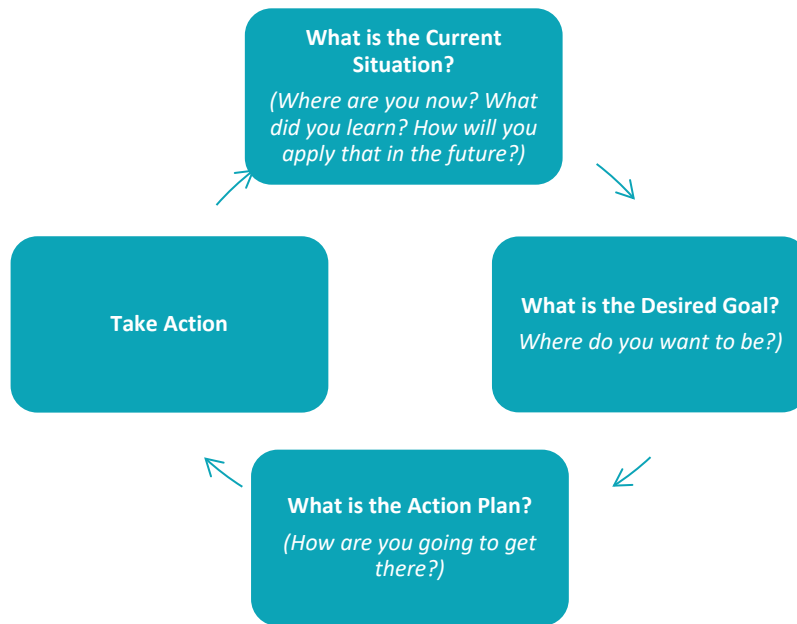 What is the Current
Situation?
(Where are you now? What
did you learn? How will you
apply that in the future?)
What is the Desired Goal?
Where do you want to be?)
What is the Action Plan?
(How are you going to get
there?)
Take Action